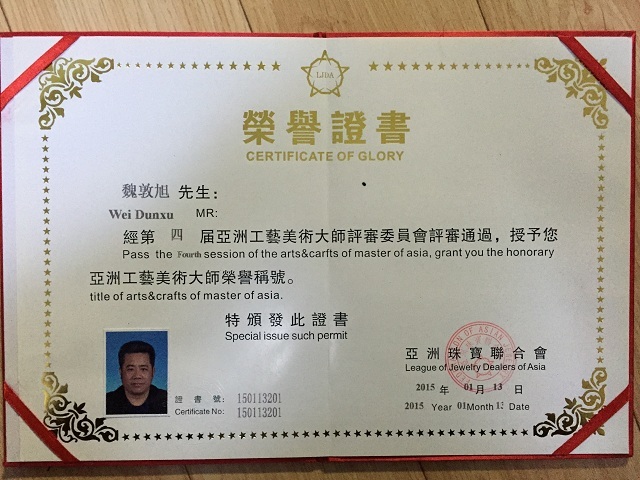 LJDA
榮譽證書
CERTIFICATE OF GLORY
魏敦旭 先生：
Wei Dunxu MR:
經第 四 届亞洲工藝美術大師評審委員會評審通過，授予您
Pass the Fourth session of the arts&carfts of master of asia, grant you the honorary
亞洲工藝美術大師榮譽稱號。
title of arts&crafts of master of asia.
特頒發此證書
Special issue such permit
亞洲珠寶聯合會
League of Jewelry Dealers of Asia
證書號： 150113201
2015 年 01 月 13 日
Certificate No: 150113201
2015 Year 01 Month 13 Date